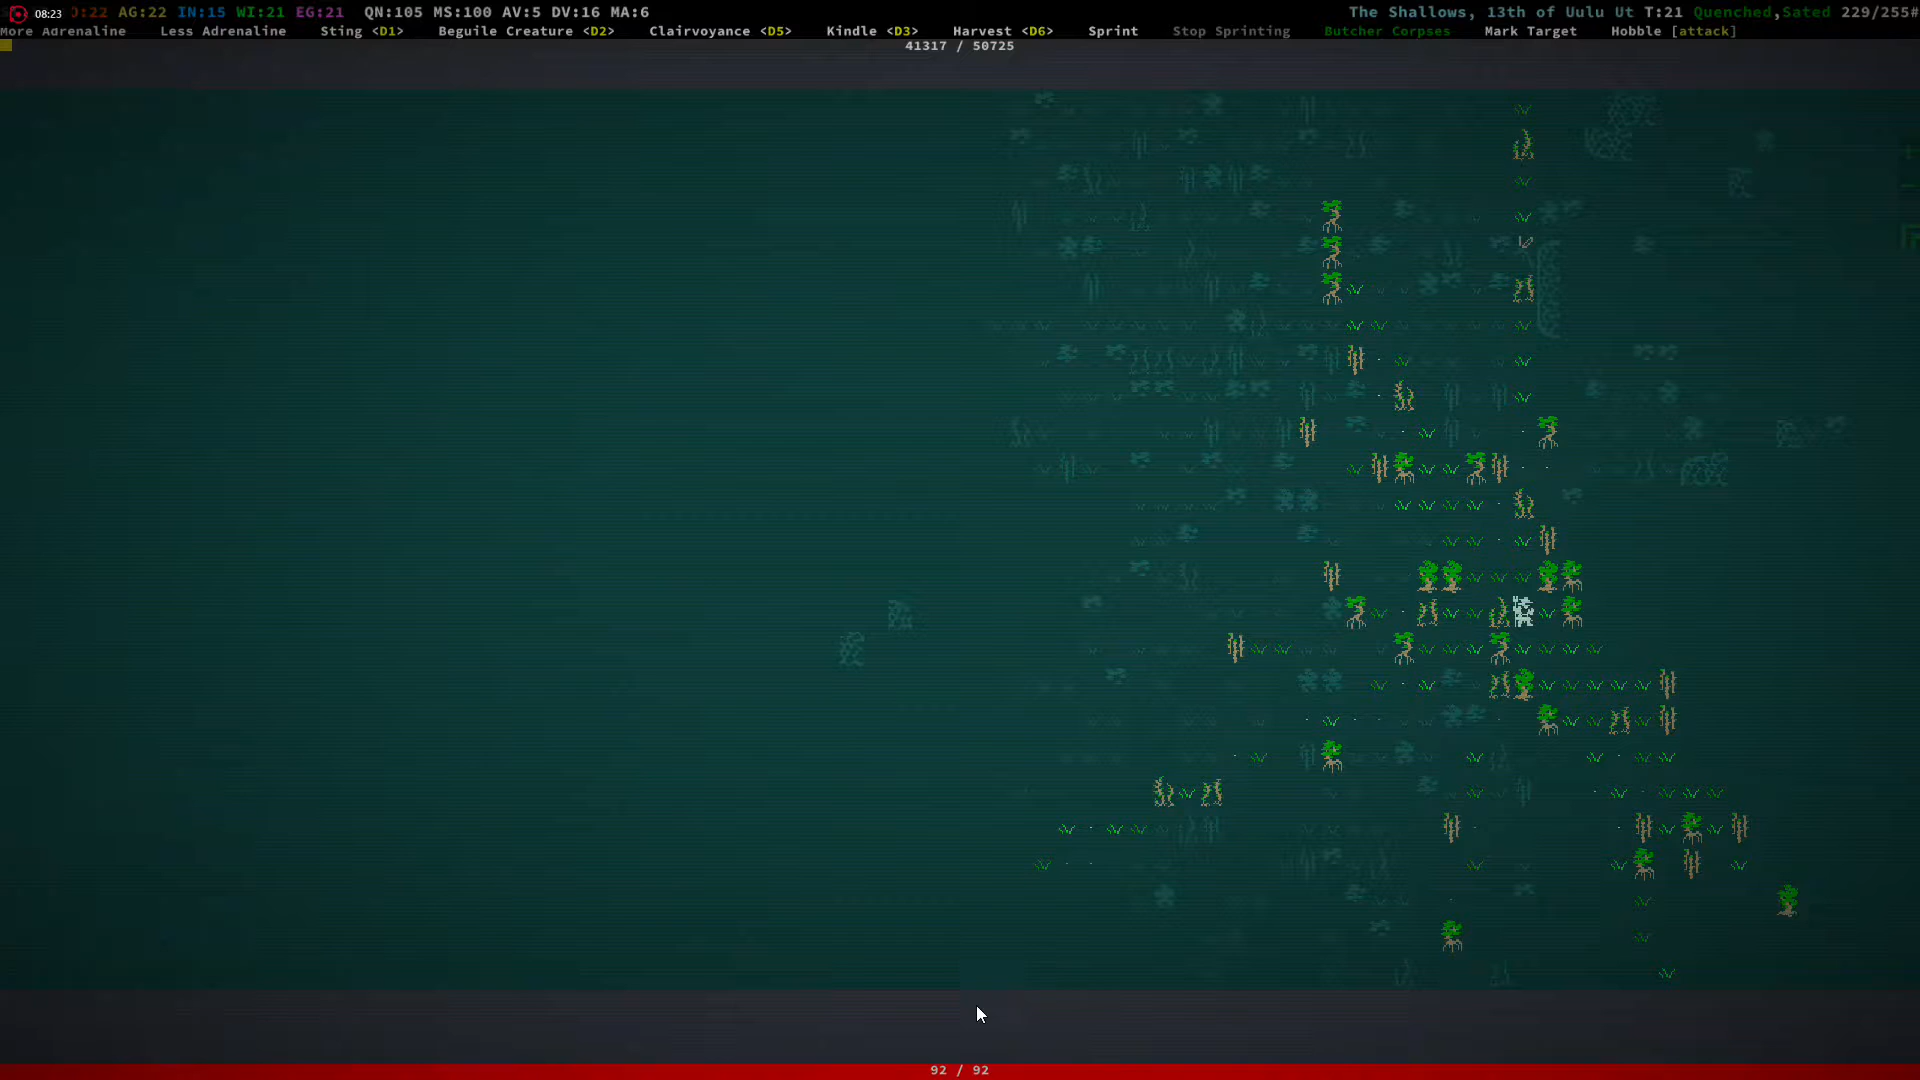 08:23 :22 AG:22 IN:15 WI:21 EG:21 QN:105 MS:100 AV:5 DV:16 MA:6 The Shallows, 13th of Uulu Ut T:21 Quenched,Sated 229/255#
More Adrenaline Less Adrenaline Sting <D1> Beguile Creature <D2> Clairvoyance <D5> Kindle <D3> Harvest <D6> Sprint Stop Sprinting Butcher Corpses Mark Target Hobble [attack]
41317 / 50725
92 / 92